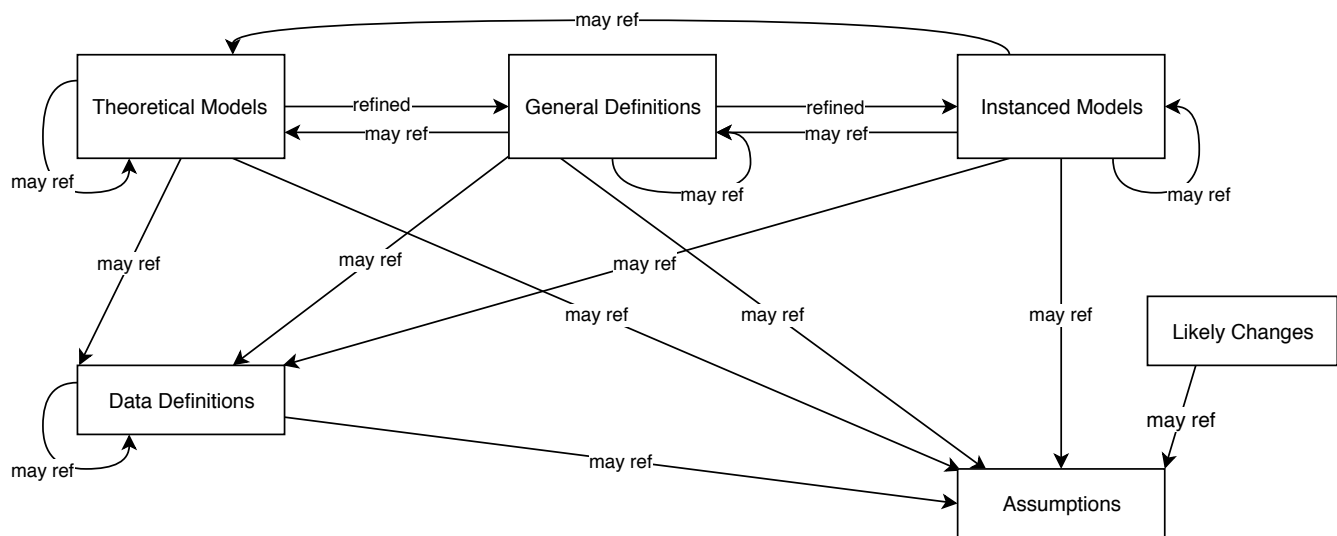 may ref
Theoretical Models
refined
General Definitions
refined
Instanced Models
may ref
may ref
may ref
may ref
may ref
may ref
may ref
may ref
may ref
may ref
may ref
may ref
Likely Changes
Data Definitions
may ref
may ref
may ref
Assumptions